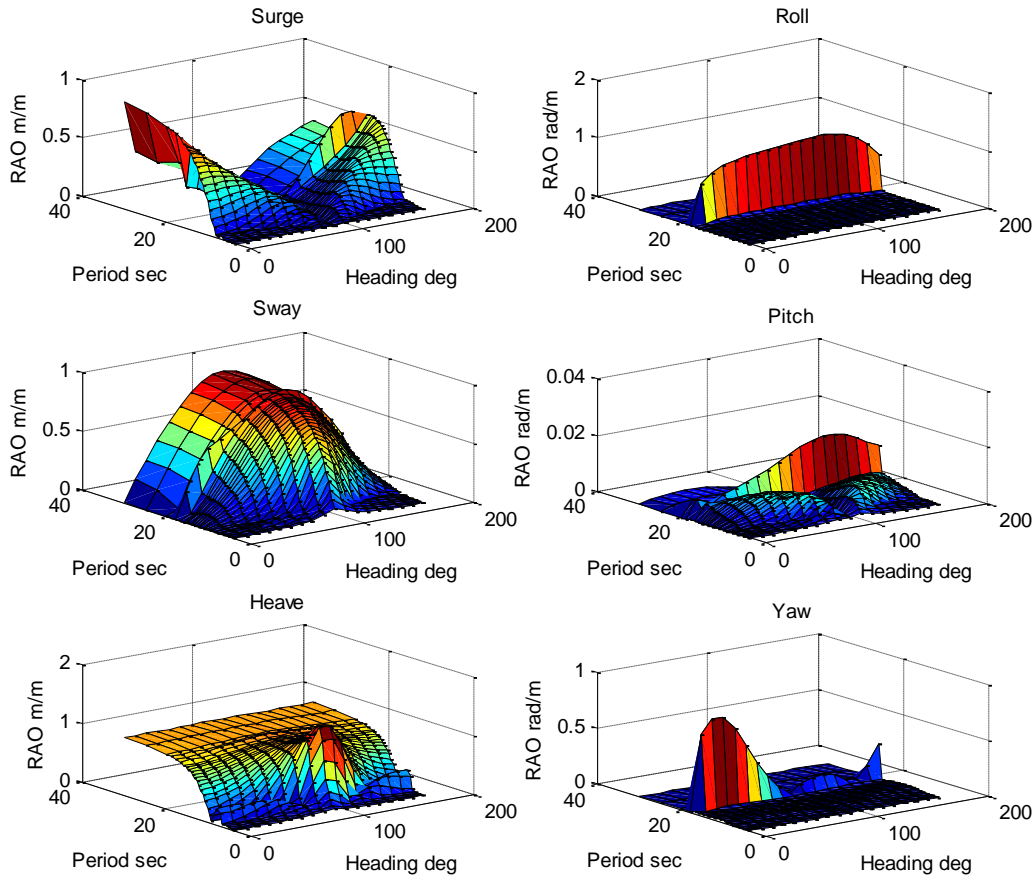 Surge
1
0.5
0
40
20
0
0
100
200
RAO m/m
Period sec
Heading deg
Roll
2
1
0
40
20
0
0
100
200
RAO rad/m
Period sec
Heading deg
Sway
1
0.5
0
40
20
0
0
100
200
RAO m/m
Period sec
Heading deg
Pitch
0.04
0.02
0
40
20
0
0
100
200
RAO rad/m
Period sec
Heading deg
Heave
2
1
0
40
20
0
0
100
200
RAO m/m
Period sec
Heading deg
Yaw
1
0.5
0
40
20
0
0
100
200
RAO rad/m
Period sec
Heading deg